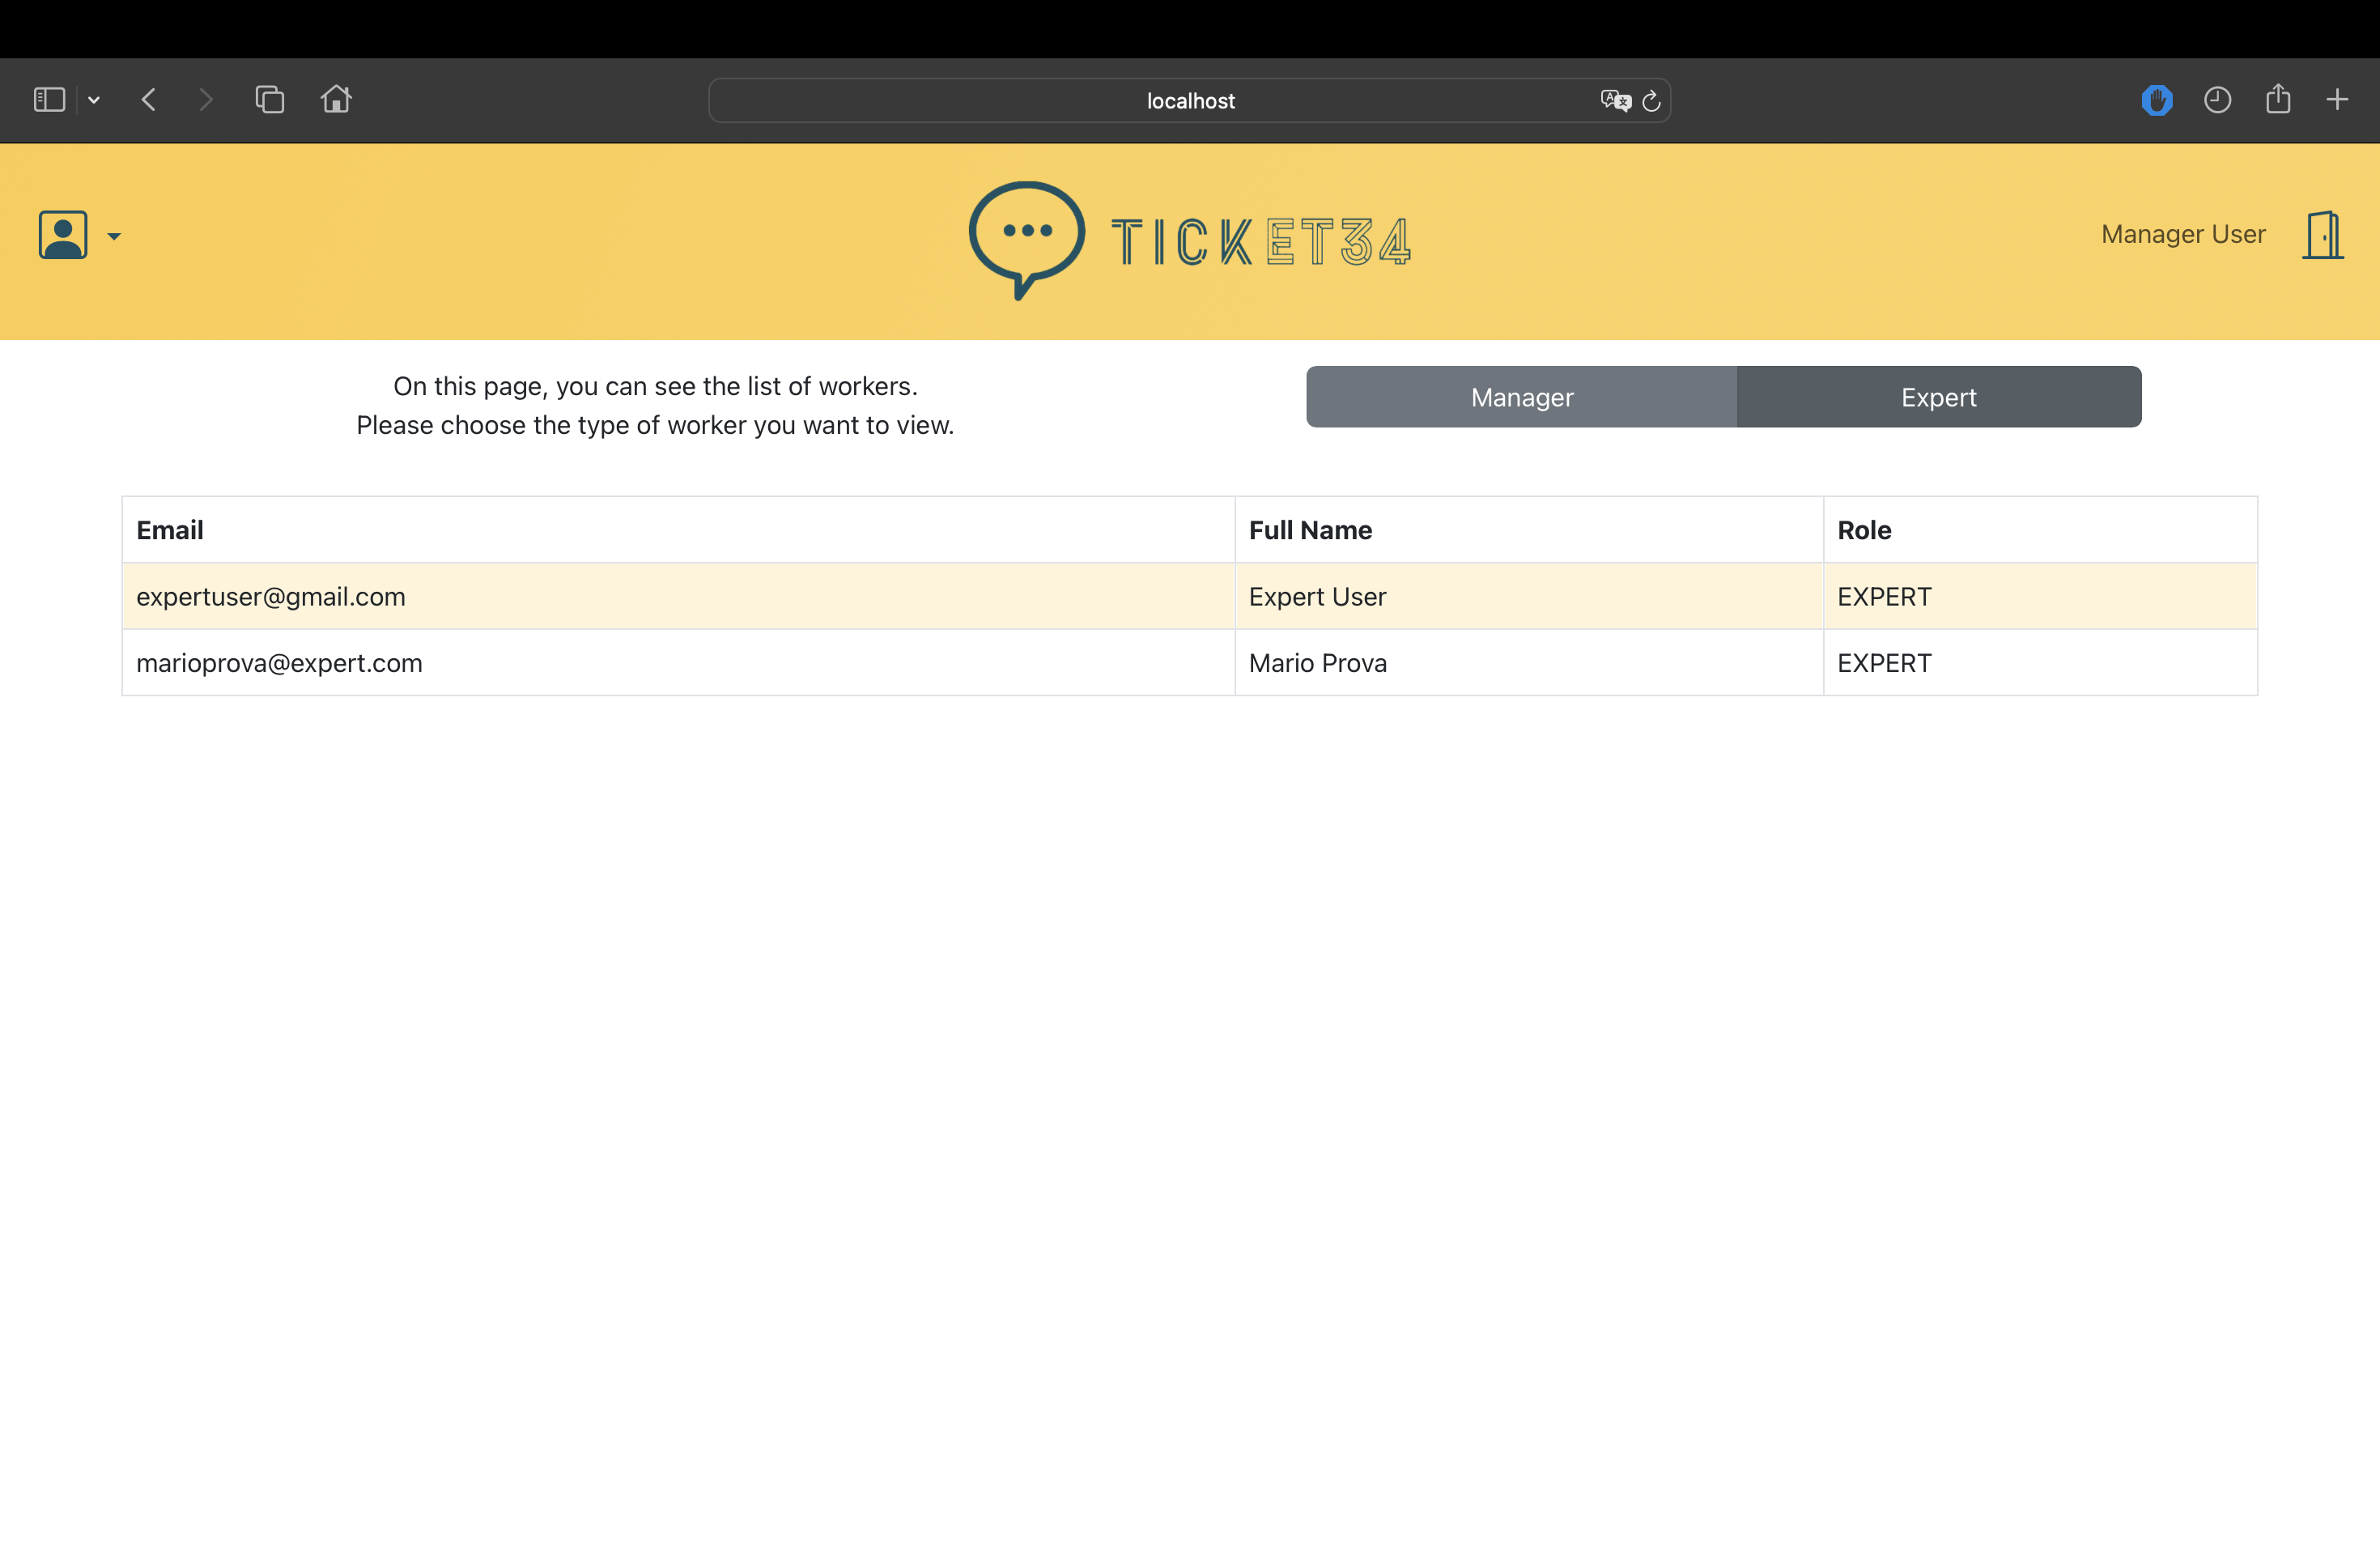 localhost
TICKET34
Manager User
On this page, you can see the list of workers.
Please choose the type of worker you want to view.
Manager Expert
Email Full Name Role
expertuser@gmail.com Expert User EXPERT
marioprova@expert.com Mario Prova EXPERT